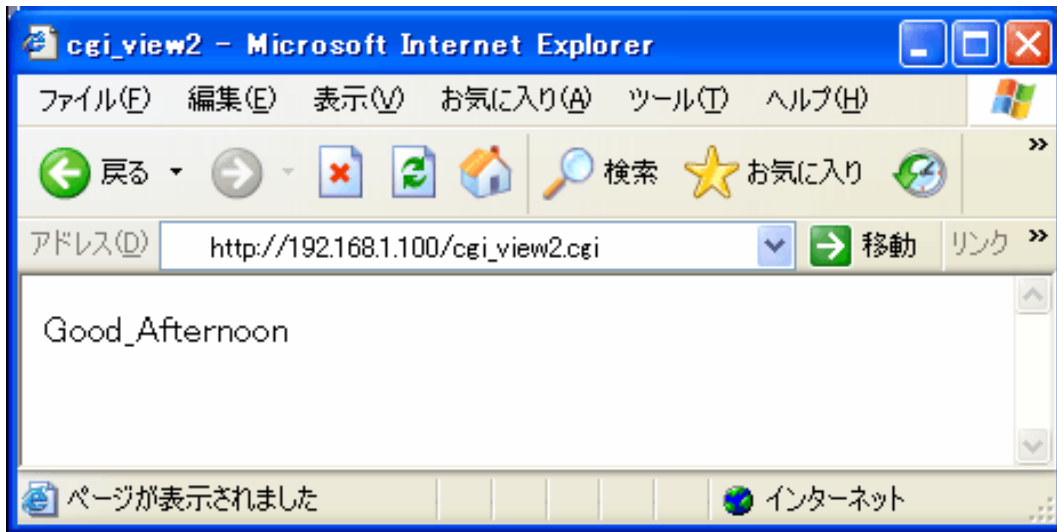 cgi_view2 - Microsoft Internet Explorer
ファイル(F) 編集(E) 表示(V) お気に入り(A) ツール(T) ヘルプ(H)
戻る 検索 お気に入り »
アドレス(D) http://192.168.1.100/cgi_view2.cgi 移動 リンク »
Good_Afternoon
ページが表示されました インターネット